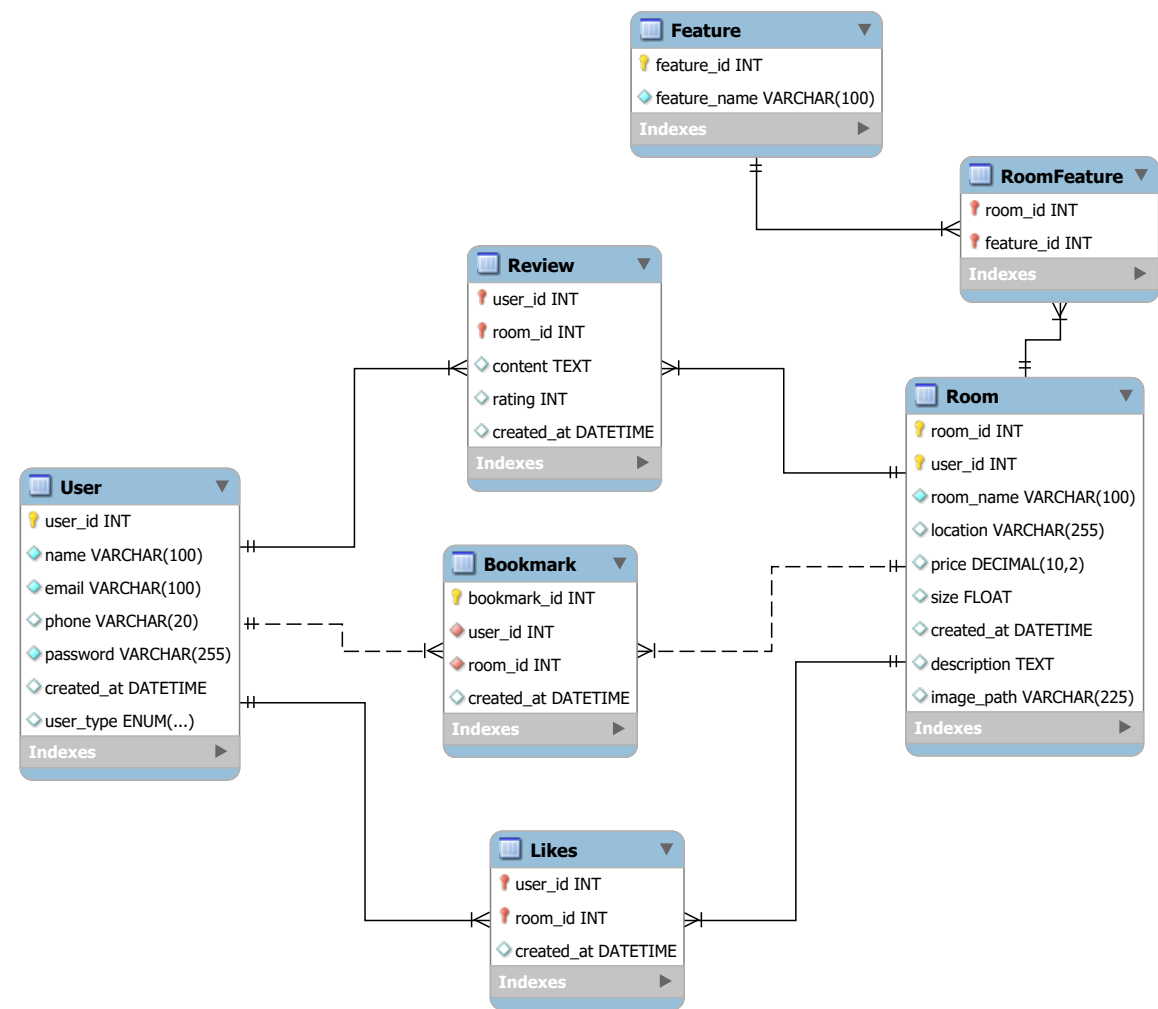 Feature
feature_id INT
feature_name VARCHAR(100)
Indexes
RoomFeature
room_id INT
feature_id INT
Indexes
Review
user_id INT
room_id INT
content TEXT
rating INT
created_at DATETIME
Indexes
Room
room_id INT
user_id INT
room_name VARCHAR(100)
location VARCHAR(255)
price DECIMAL(10,2)
size FLOAT
created_at DATETIME
description TEXT
image_path VARCHAR(225)
Indexes
User
user_id INT
name VARCHAR(100)
email VARCHAR(100)
phone VARCHAR(20)
password VARCHAR(255)
created_at DATETIME
user_type ENUM(...)
Indexes
Bookmark
bookmark_id INT
user_id INT
room_id INT
created_at DATETIME
Indexes
Likes
user_id INT
room_id INT
created_at DATETIME
Indexes